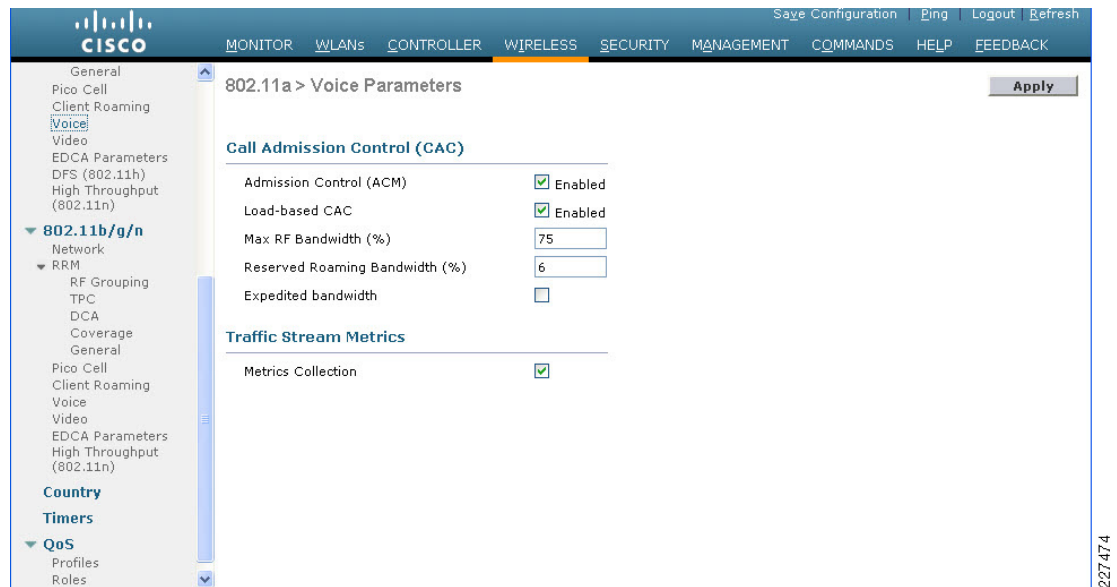 Save Configuration | Ping | Logout | Refresh
CISCO
MONITOR WLANs CONTROLLER WIRELESS SECURITY MANAGEMENT COMMANDS HELP FEEDBACK
General
Pico Cell
Client Roaming
Voice
Video
EDCA Parameters
DFS (802.11h)
High Throughput
(802.11n)
802.11b/g/n
Network
RRM
RF Grouping
TPC
DCA
Coverage
General
Pico Cell
Client Roaming
Voice
Video
EDCA Parameters
High Throughput
(802.11n)
Country
Timers
QoS
Profiles
Roles
802.11a > Voice Parameters
Apply
Call Admission Control (CAC)
Admission Control (ACM) Enabled
Load-based CAC Enabled
Max RF Bandwidth (%) 75
Reserved Roaming Bandwidth (%) 6
Expedited bandwidth
Traffic Stream Metrics
Metrics Collection
227474